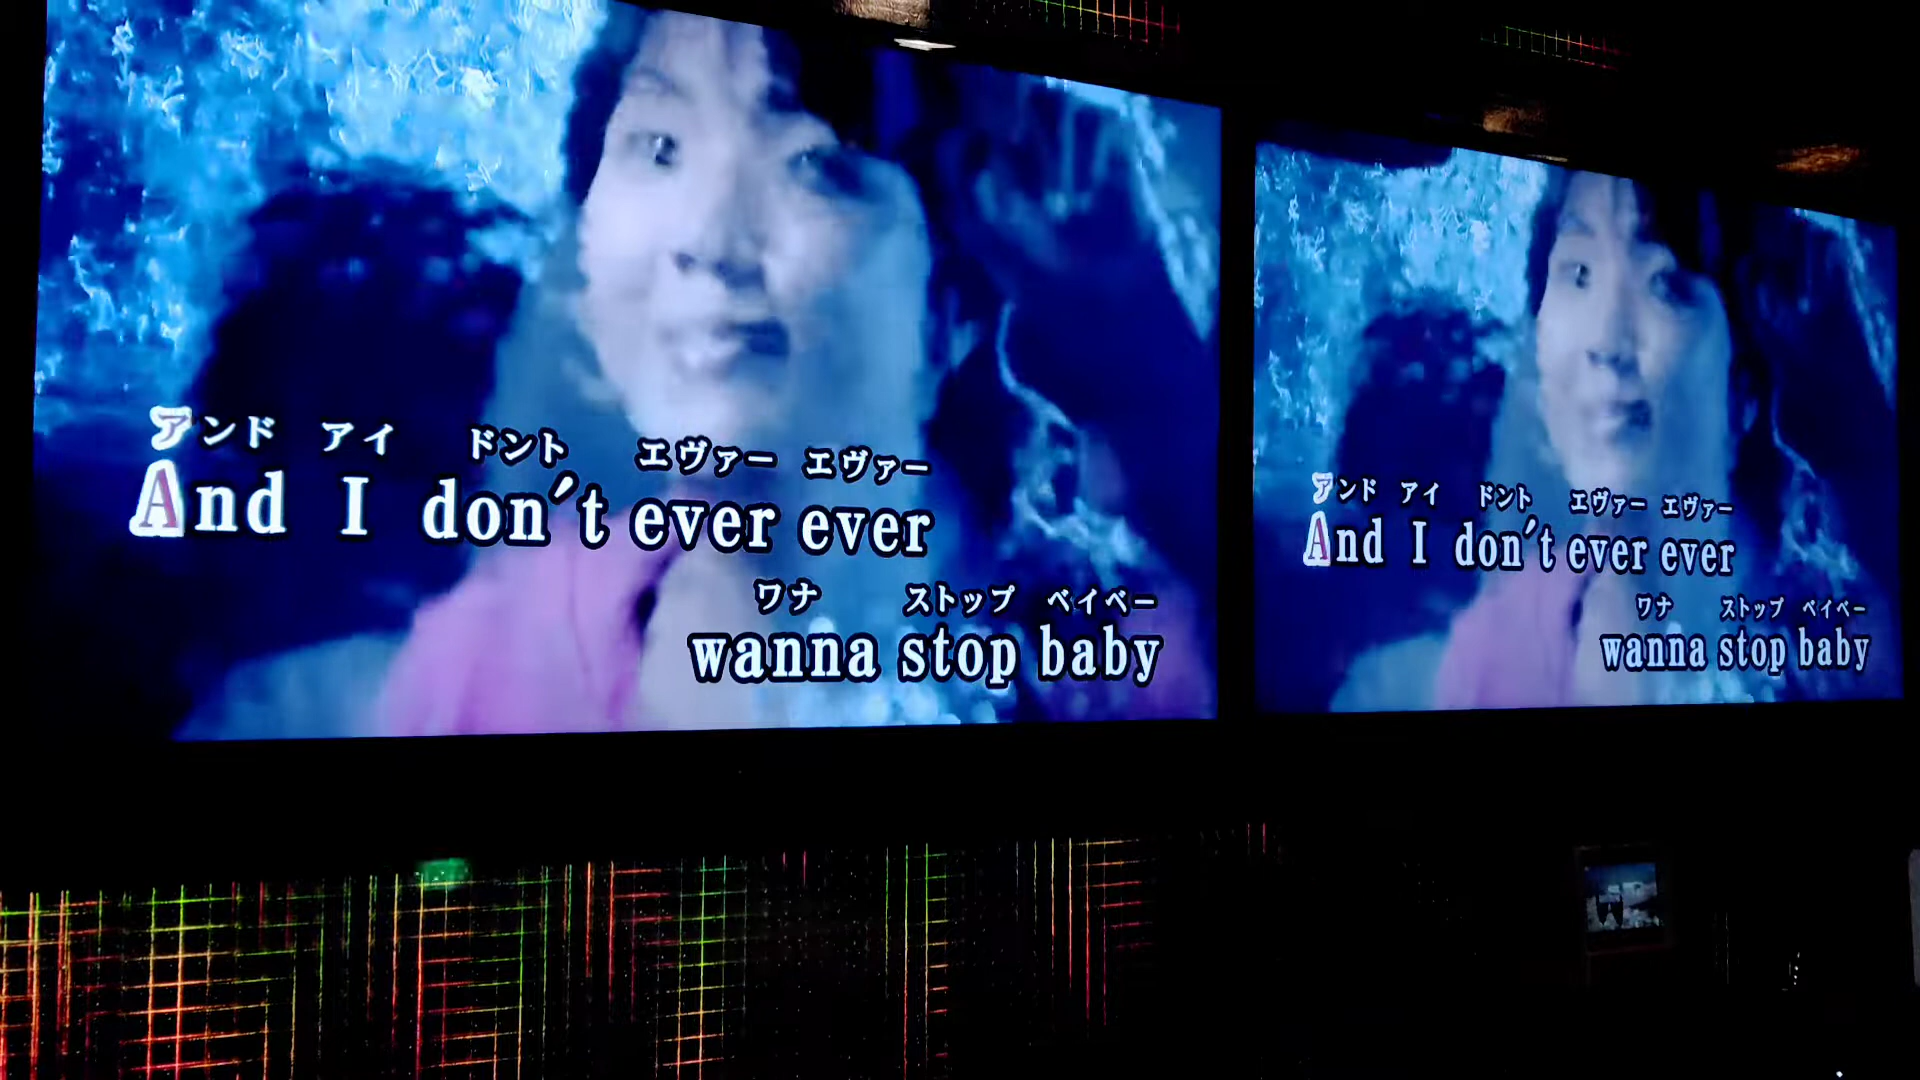 アンド アイ ドント エヴァー エヴァー
And I don't ever ever
ワナ ストップ ベイベー
wanna stop baby
アンド アイ ドント エヴァー エヴァー
And I don't ever ever
ワナ ストップ ベイベー
wanna stop baby